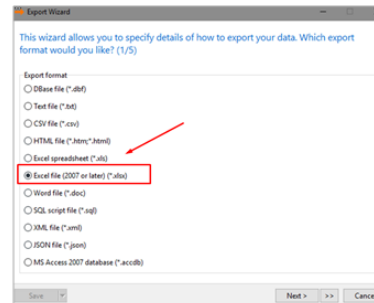 Export Wizard
This wizard allows you to specify details of how to export your data. Which export
format would you like? (1/5)
Export format
DBase file (*.dbf)
Text file (*.txt)
CSV file (*.csv)
HTML file (*.htm;*.html)
Excel spreadsheet (*.xls)
Excel file (2007 or later) (*.xlsx)
Word file (*.doc)
SQL script file (*.sql)
XML file (*.xml)
JSON file (*.json)
MS Access 2007 database (*.accdb)
Save
Next >
>>
Cance